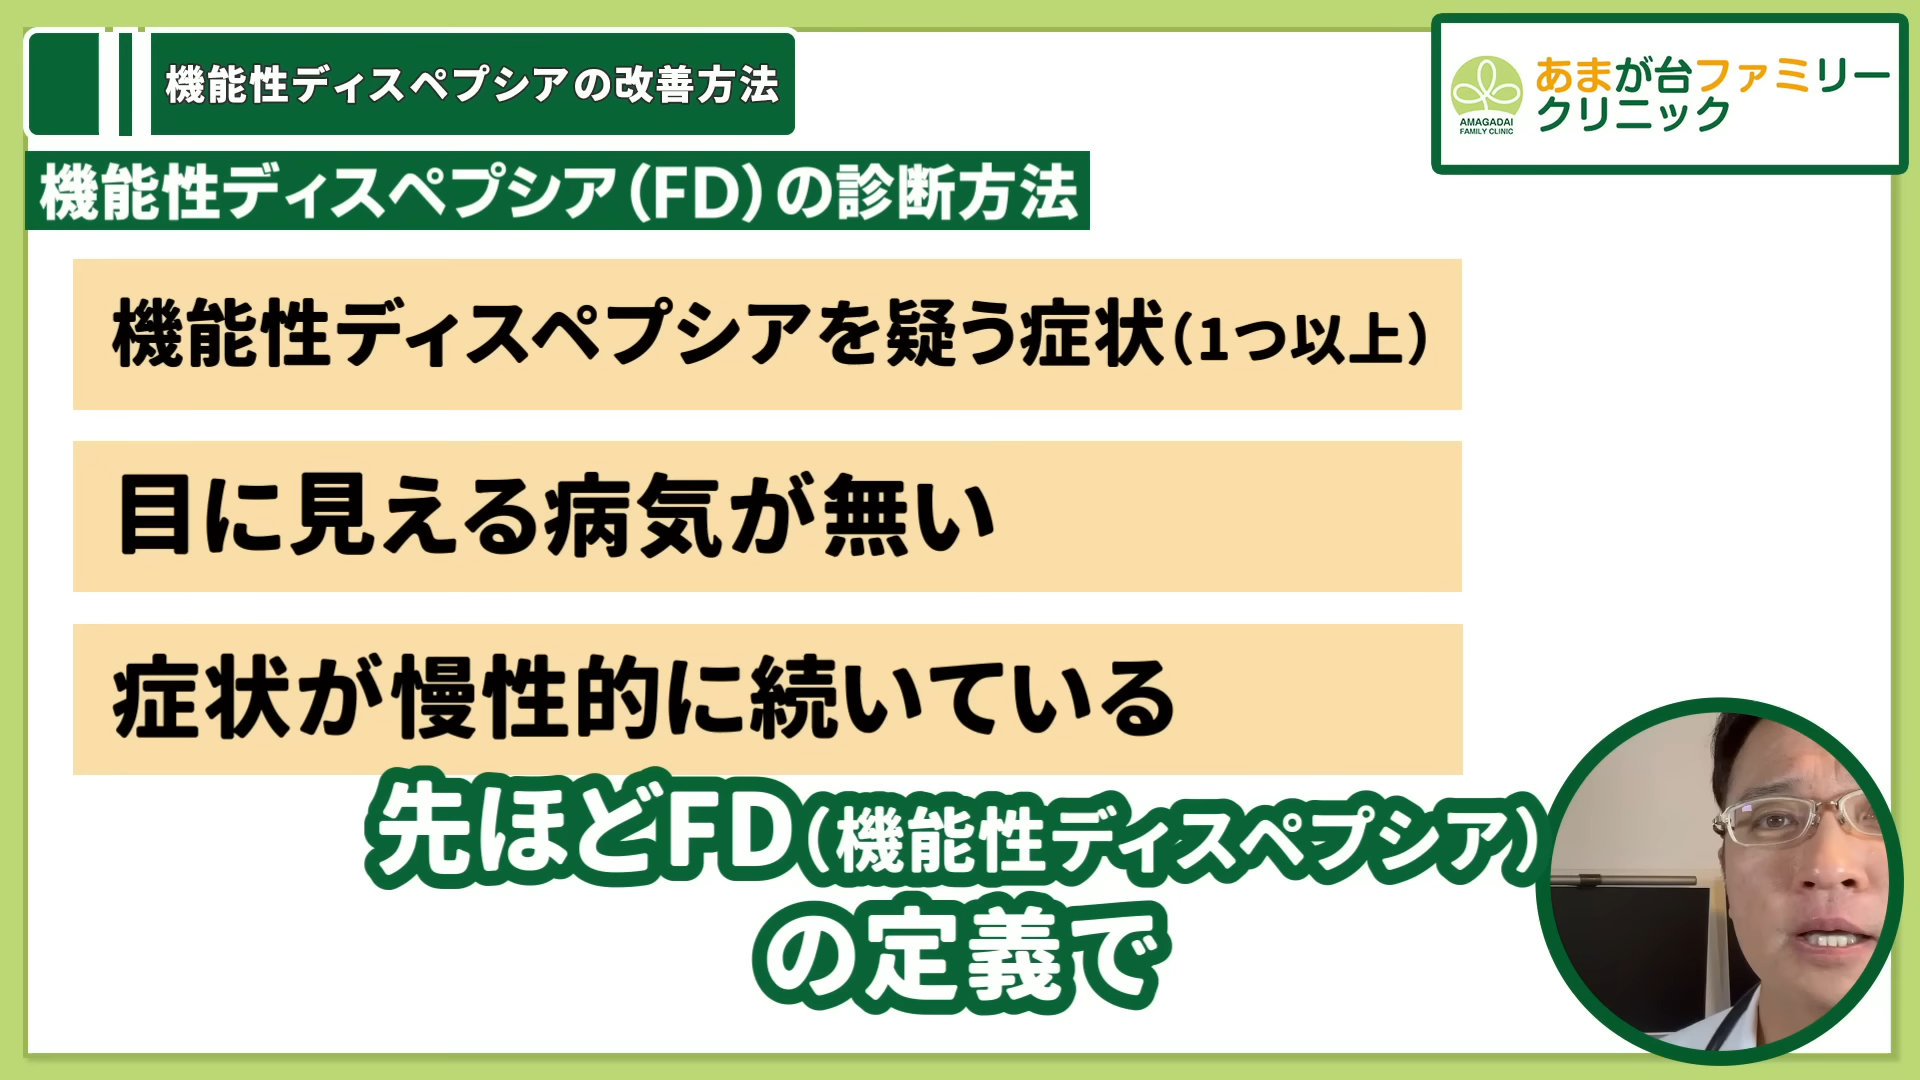 機能性ディスペプシアの改善方法
あまが台ファミリー
クリニック
AMAGADAI
FAMILY CLINIC
機能性ディスペプシア（FD）の診断方法
機能性ディスペプシアを疑う症状（1つ以上）
目に見える病気が無い
症状が慢性的に続いている
先ほどFD（機能性ディスペプシア）
の定義で